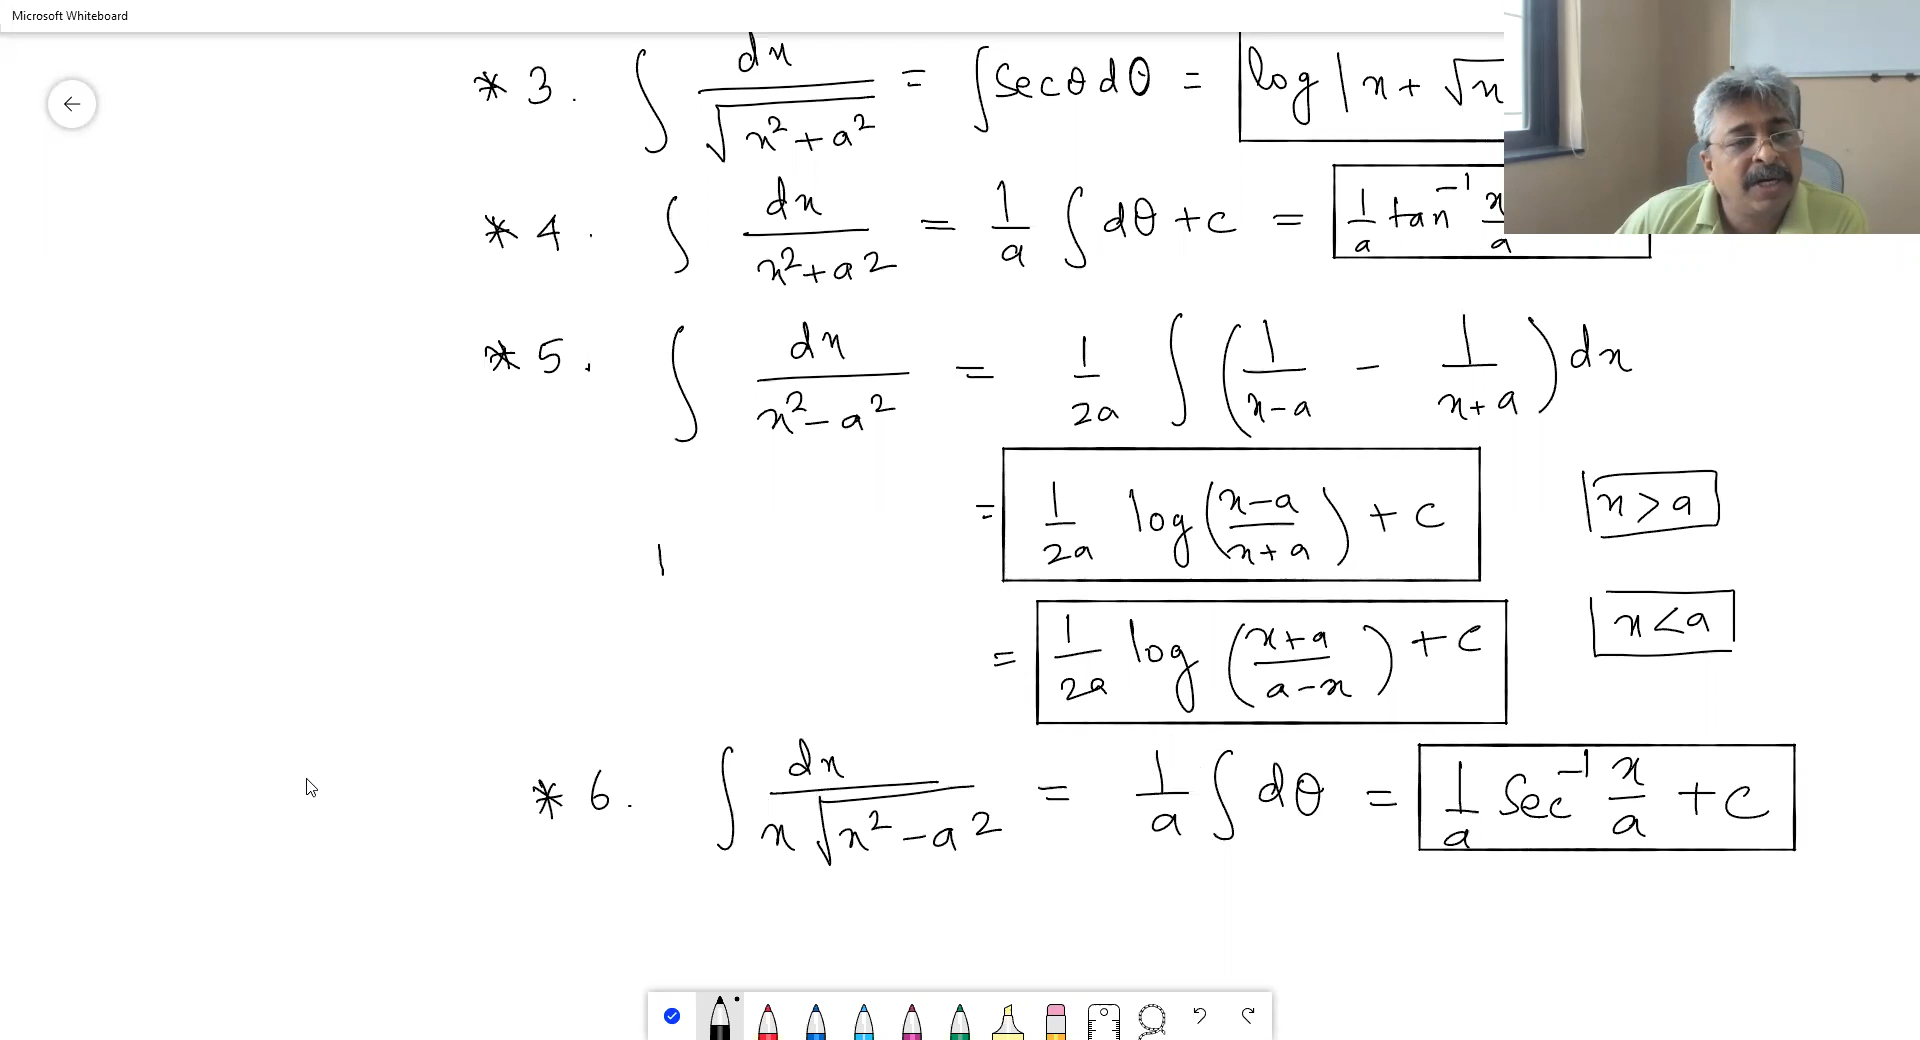 Microsoft Whiteboard
* 3. ∫ dx / √(x² + a²) = ∫ Sec θ dθ = log | x + √x
* 4. ∫ dx / (x² + a²) = 1/a ∫ dθ + c = 1/a tan⁻¹ x/a
* 5. ∫ dx / (x² - a²) = 1/2a ∫ (1/(x-a) - 1/(x+a)) dx
= 1/2a log ((x-a)/(x+a)) + c x > a
= 1/2a log ((x+a)/(a-x)) + c x < a
* 6. ∫ dx / (x √(x² - a²)) = 1/a ∫ dθ = 1/a Sec⁻¹ x/a + c